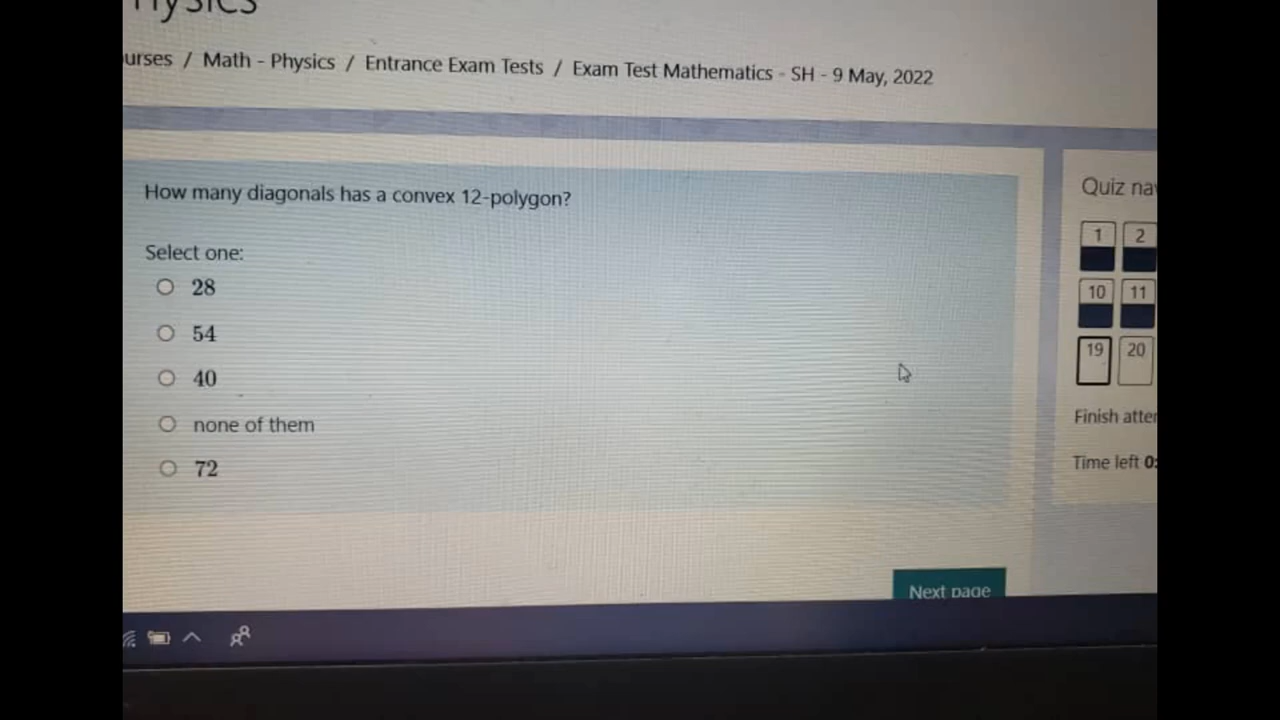 urses / Math - Physics / Entrance Exam Tests / Exam Test Mathematics - SH - 9 May, 2022
How many diagonals has a convex 12-polygon?
Select one:
28
54
40
none of them
72
Next page
Quiz na
1 2
10 11
19 20
Finish atte
Time left 0: